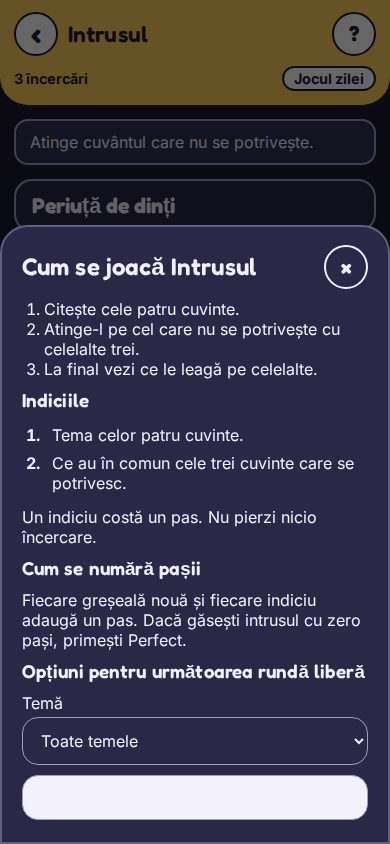 Intrusul
?
3 încercări
Jocul zilei
Atinge cuvântul care nu se potrivește.
Periuță de dinți
Cum se joacă Intrusul
1. Citește cele patru cuvinte.
2. Atinge-l pe cel care nu se potrivește cu
celelalte trei.
3. La final vezi ce le leagă pe celelalte.
Indiciile
1. Tema celor patru cuvinte.
2. Ce au în comun cele trei cuvinte care se
potrivesc.
Un indiciu costă un pas. Nu pierzi nicio
încercare.
Cum se numără pașii
Fiecare greșeală nouă și fiecare indiciu
adaugă un pas. Dacă găsești intrusul cu zero
pași, primești Perfect.
Opțiuni pentru următoarea rundă liberă
Temă
Toate temele